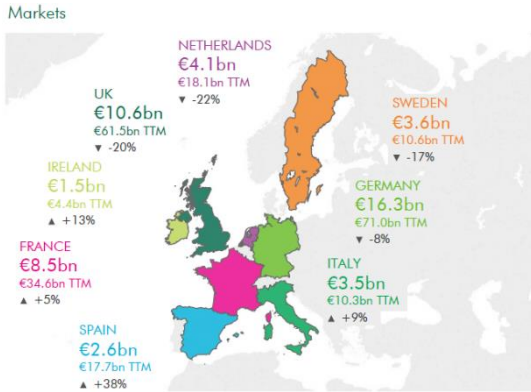 Markets
NETHERLANDS
€4.1bn
€18.1bn TTM
▼ -22%
UK
€10.6bn
€61.5bn TTM
▼ -20%
SWEDEN
€3.6bn
€10.6bn TTM
▼ -17%
IRELAND
€1.5bn
€4.4bn TTM
▲ +13%
GERMANY
€16.3bn
€71.0bn TTM
▼ -8%
FRANCE
€8.5bn
€34.6bn TTM
▲ +5%
ITALY
€3.5bn
€10.3bn TTM
▲ +9%
SPAIN
€2.6bn
€17.7bn TTM
▲ +38%